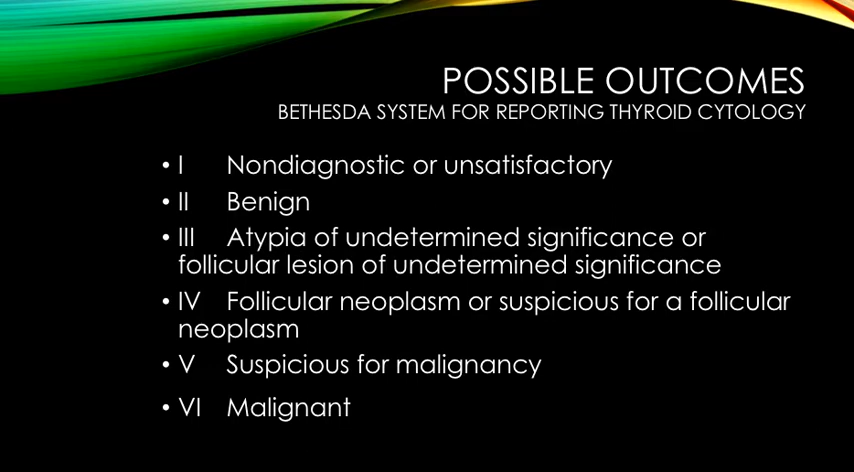 POSSIBLE OUTCOMES
BETHESDA SYSTEM FOR REPORTING THYROID CYTOLOGY
• I Nondiagnostic or unsatisfactory
• II Benign
• III Atypia of undetermined significance or
follicular lesion of undetermined significance
• IV Follicular neoplasm or suspicious for a follicular
neoplasm
• V Suspicious for malignancy
• VI Malignant